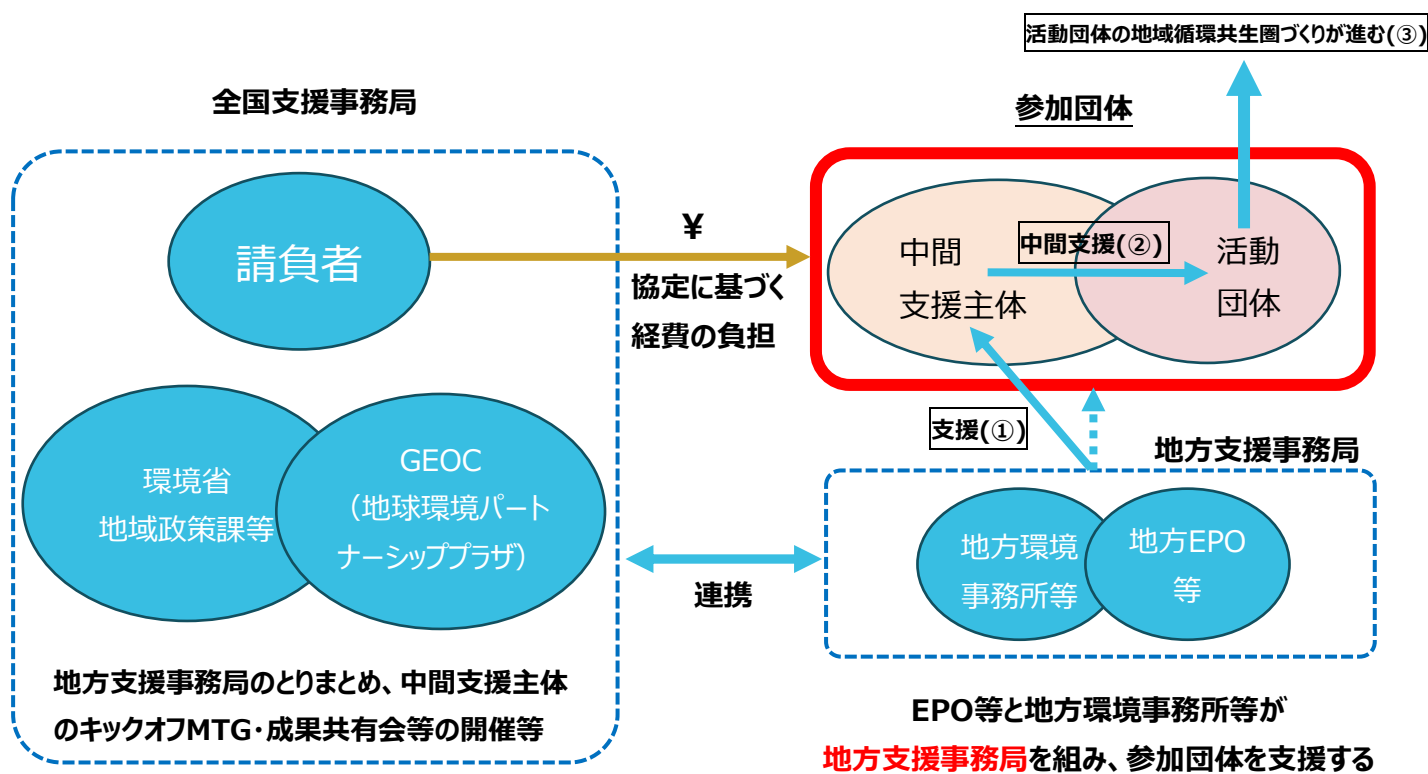 活動団体の地域循環共生圏づくりが進む(③)
全国支援事務局
参加団体
請負者
¥
協定に基づく
経費の負担
中間
支援主体
中間支援(②)
活動
団体
支援(①)
地方支援事務局
環境省
地域政策課等
GEOC
（地球環境パート
ナーシッププラザ）
連携
地方環境
事務所等
地方EPO
等
地方支援事務局のとりまとめ、中間支援主体
のキックオフMTG・成果共有会等の開催等
EPO等と地方環境事務所等が
地方支援事務局を組み、参加団体を支援する